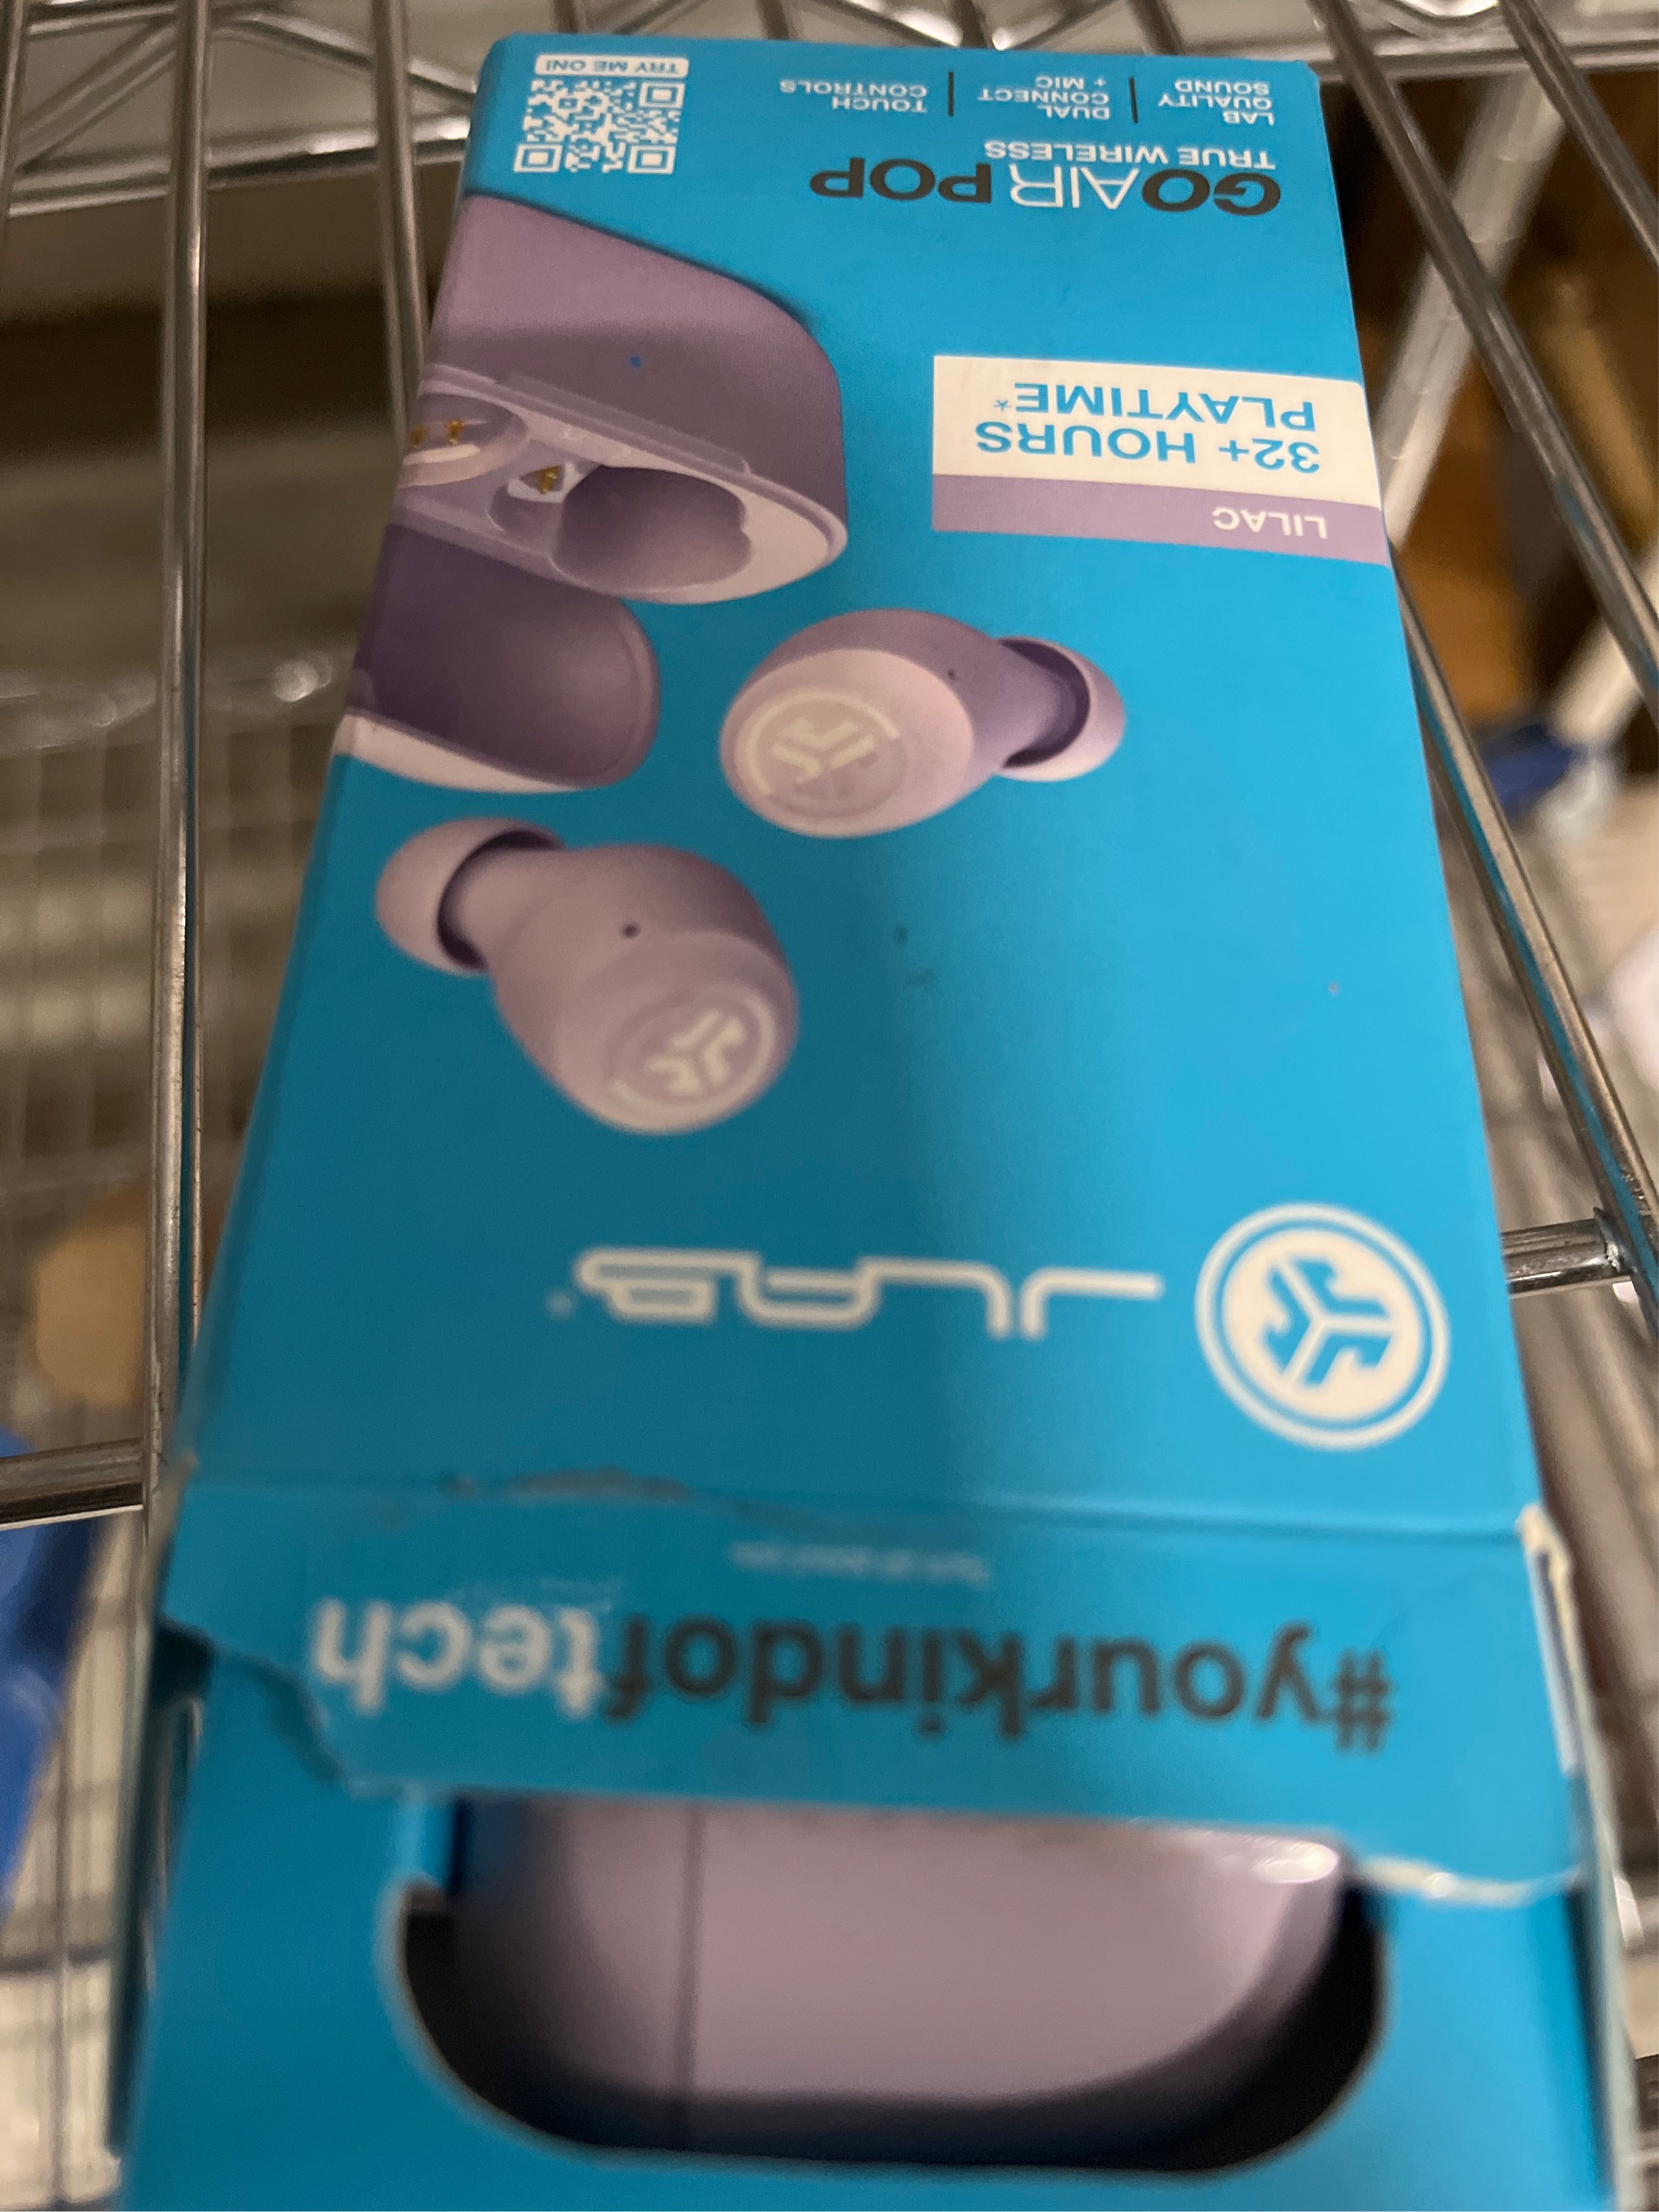 #yourkindoftech
JLAB
LILAC
32+ HOURS
PLAYTIME*
GO AIR POP
TRUE WIRELESS
LAB
QUALITY
SOUND
DUAL
CONNECT
+ MIC
TOUCH
CONTROLS
TRY ME ON!